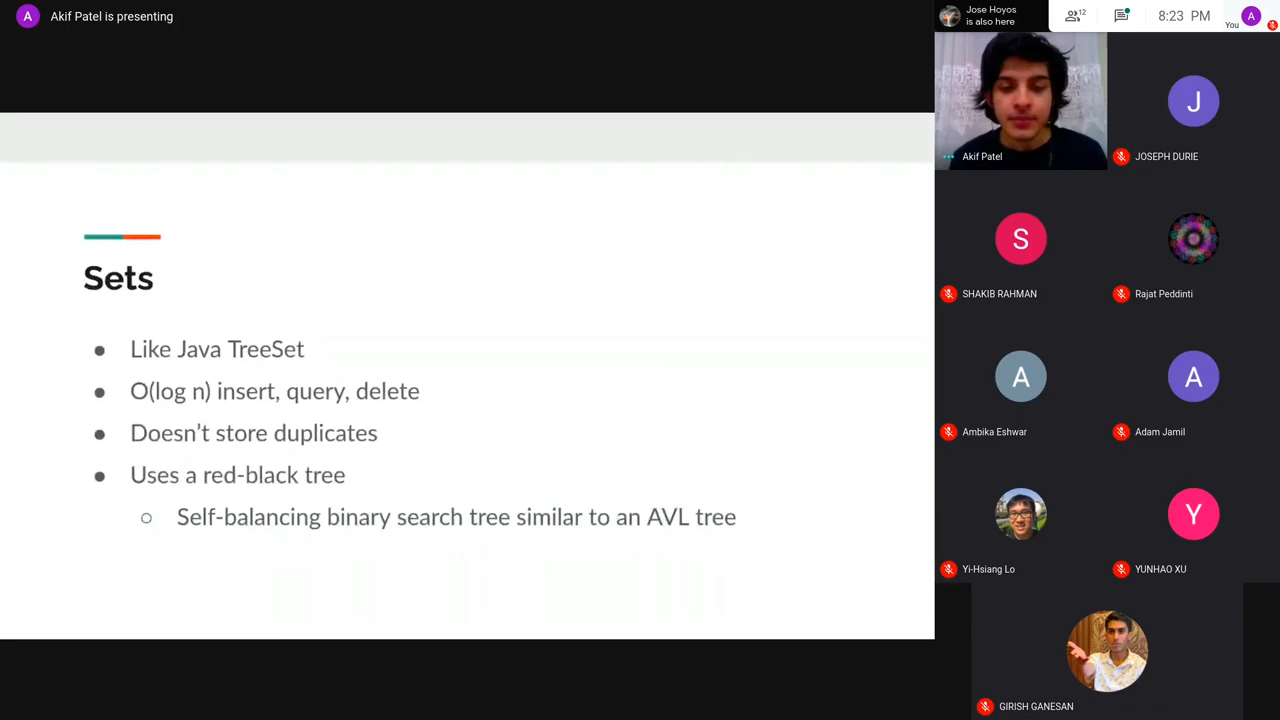 A
Akif Patel is presenting
Jose Hoyos
is also here
12
8:23 PM
You
A
Sets
● Like Java TreeSet
● O(log n) insert, query, delete
● Doesn't store duplicates
● Uses a red-black tree
○ Self-balancing binary search tree similar to an AVL tree
Akif Patel
J
JOSEPH DURIE
S
SHAKIB RAHMAN
Rajat Peddinti
A
Ambika Eshwar
A
Adam Jamil
Yi-Hsiang Lo
Y
YUNHAO XU
GIRISH GANESAN